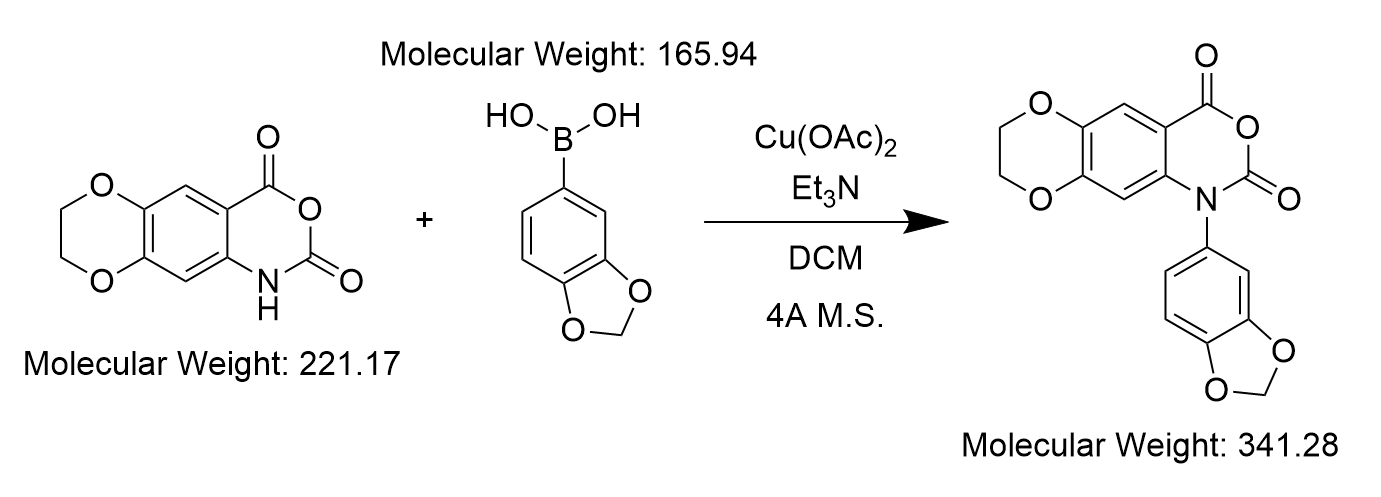 Molecular Weight: 165.94
O
O
O
O
N
H
O
Molecular Weight: 221.17
+
HO
B
OH
O
O
Cu(OAc)2
Et3N
DCM
4A M.S.
O
O
O
O
N
O
O
O
Molecular Weight: 341.28